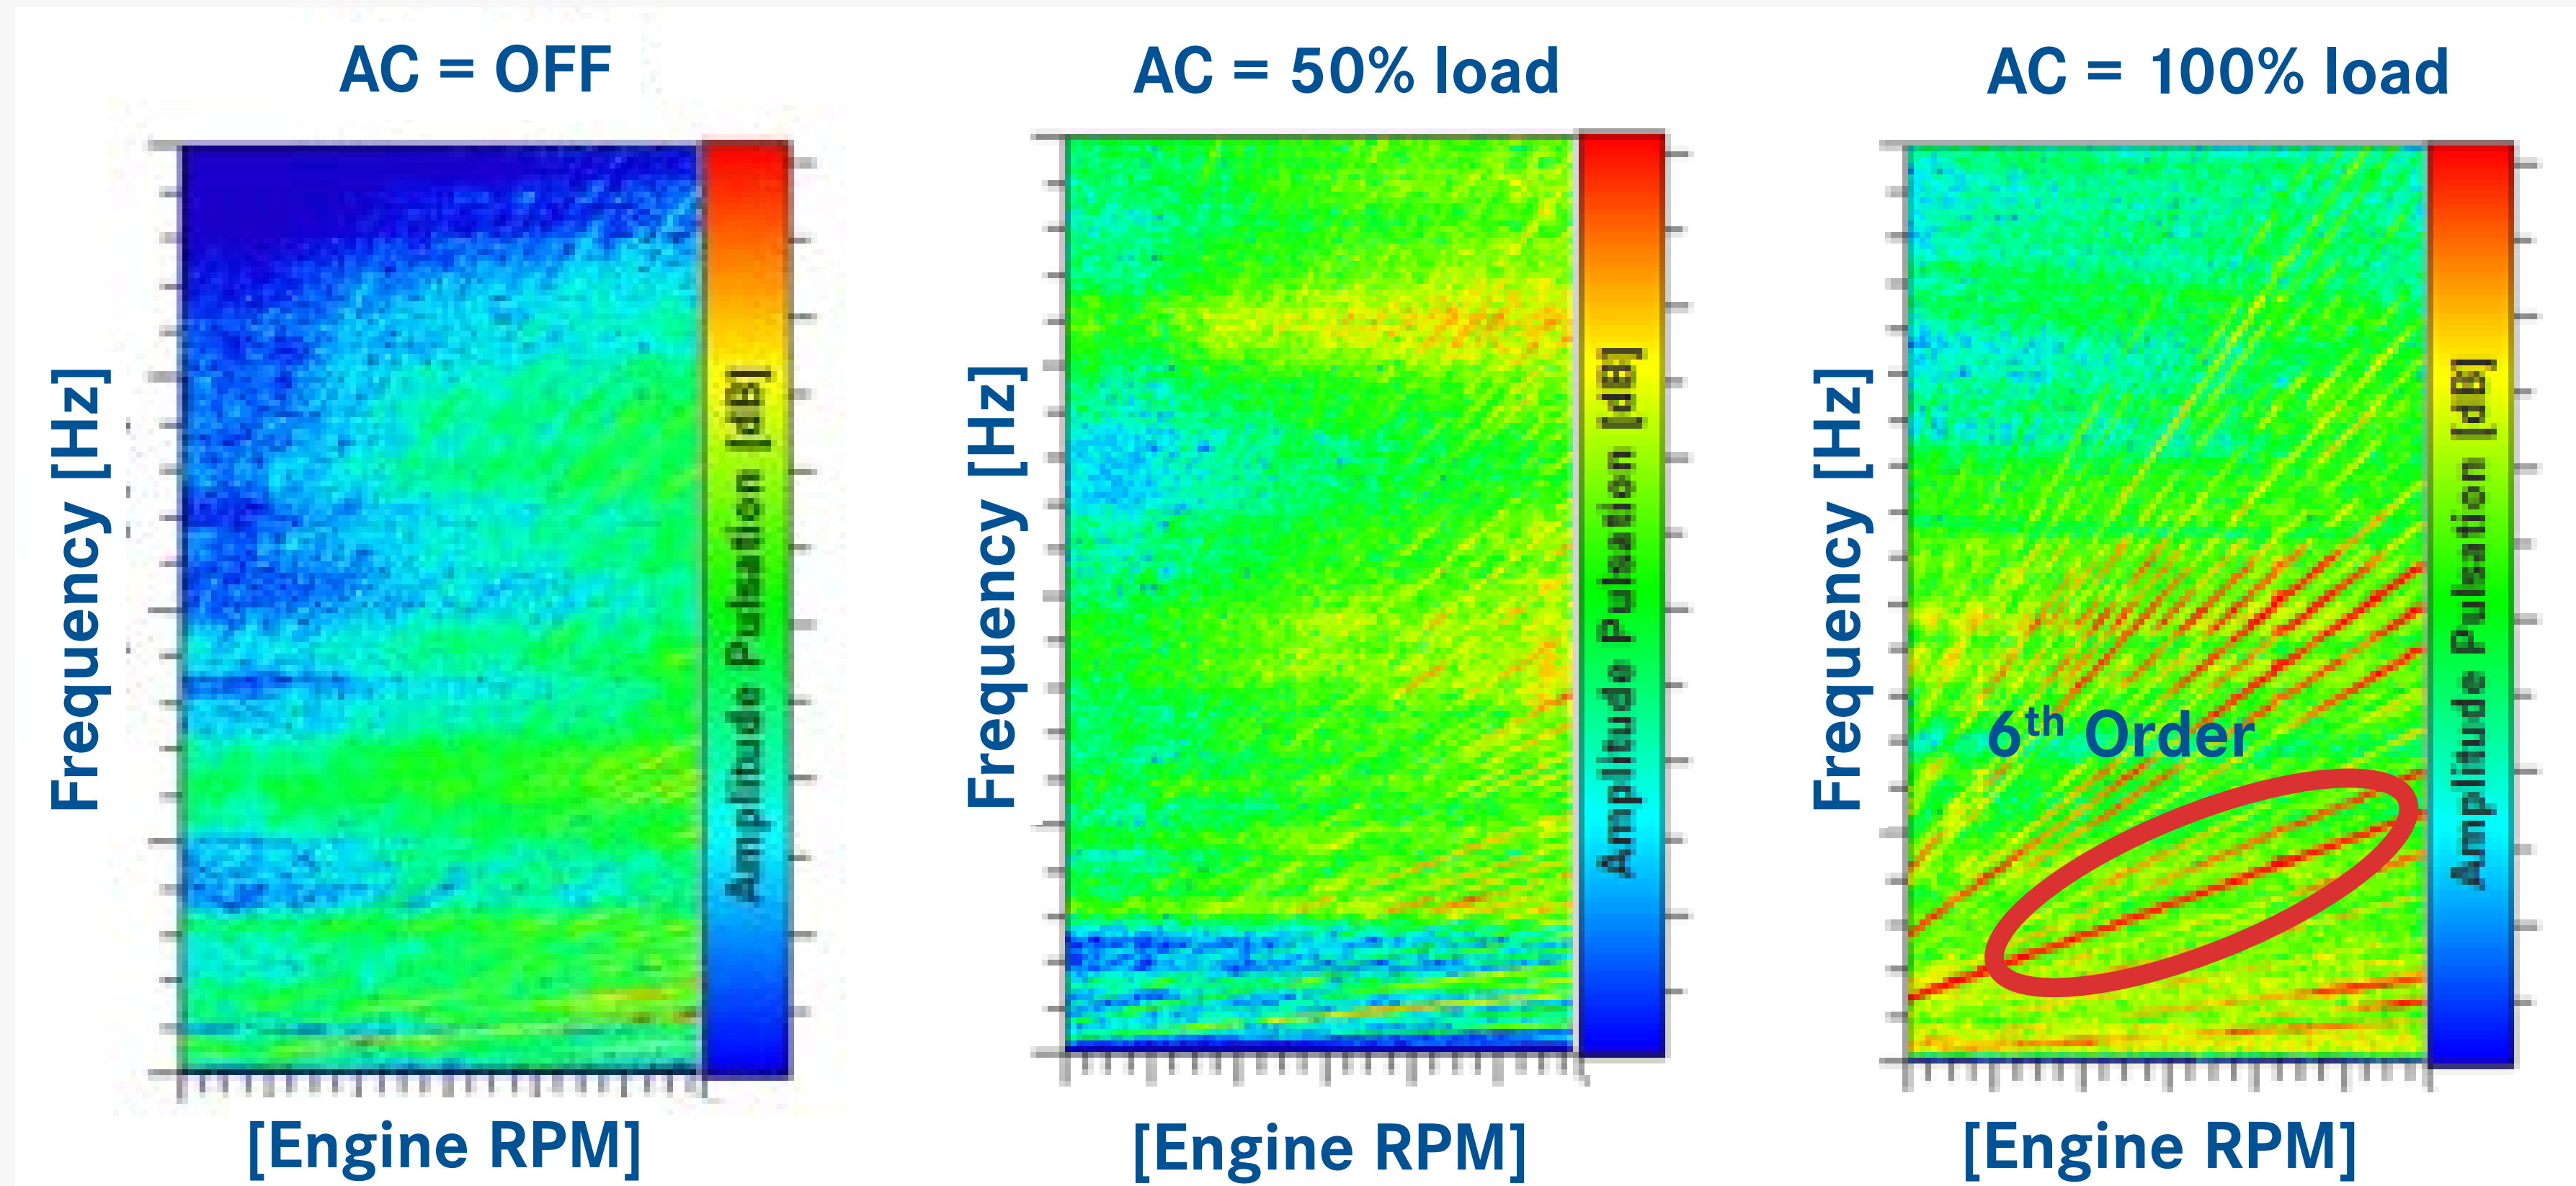 AC = OFF
AC = 50% load
AC = 100% load
Frequency [Hz]
Amplitude Pulsation [dB]
[Engine RPM]
Frequency [Hz]
Amplitude Pulsation [dB]
[Engine RPM]
Frequency [Hz]
6th Order
Amplitude Pulsation [dB]
[Engine RPM]